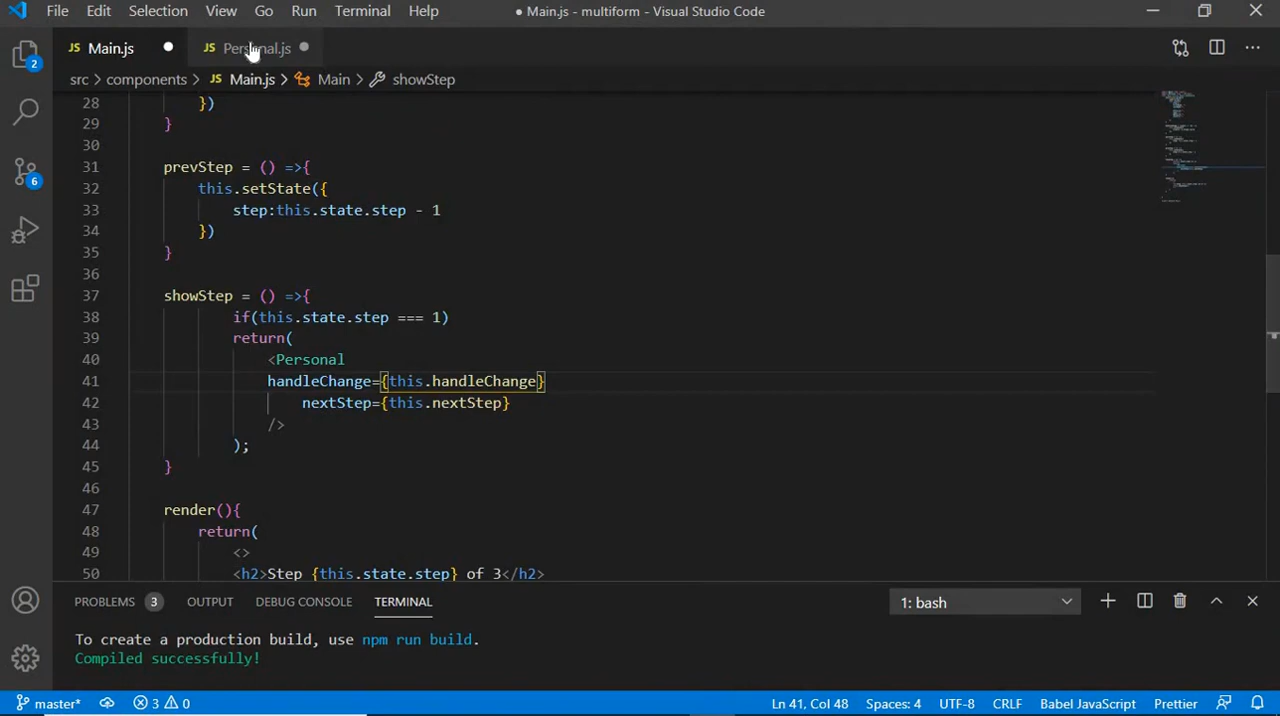 File Edit Selection View Go Run Terminal Help ● Main.js - multiform - Visual Studio Code
JS Main.js ● JS Personal.js ●
src > components > JS Main.js > Main > showStep
28 })
29 }
30
31 prevStep = () =>{
32 this.setState({
33 step:this.state.step - 1
34 })
35 }
36
37 showStep = () =>{
38 if(this.state.step === 1)
39 return(
40 <Personal
41 handleChange={this.handleChange}
42 nextStep={this.nextStep}
43 />
44 );
45 }
46
47 render(){
48 return(
49 <>
50 <h2>Step {this.state.step} of 3</h2>
2
6
PROBLEMS 3 OUTPUT DEBUG CONSOLE TERMINAL 1: bash
To create a production build, use npm run build.
Compiled successfully!
master* 3 0 Ln 41, Col 48 Spaces: 4 UTF-8 CRLF Babel JavaScript Prettier